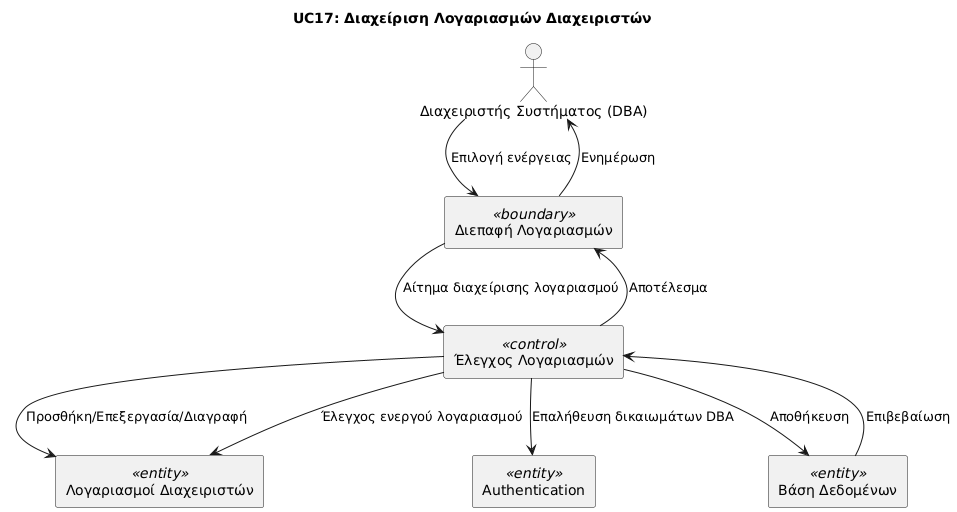 UC17: Διαχείριση Λογαριασμών Διαχειριστών
Διαχειριστής Συστήματος (DBA)
Επιλογή ενέργειας
Ενημέρωση
«boundary»
Διεπαφή Λογαριασμών
Αίτημα διαχείρισης λογαριασμού
Αποτέλεσμα
«control»
Έλεγχος Λογαριασμών
Προσθήκη/Επεξεργασία/Διαγραφή
Έλεγχος ενεργού λογαριασμού
Επαλήθευση δικαιωμάτων DBA
Αποθήκευση
Επιβεβαίωση
«entity»
Λογαριασμοί Διαχειριστών
«entity»
Authentication
«entity»
Βάση Δεδομένων